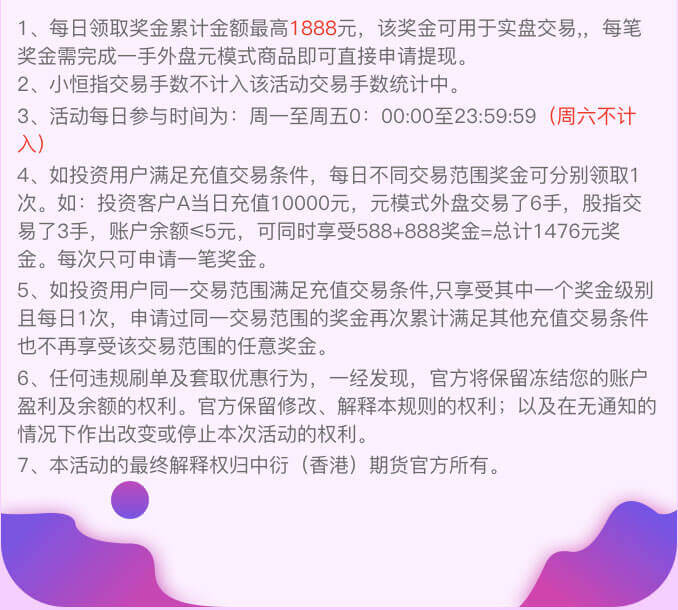 1、每日领取奖金累计金额最高1888元，该奖金可用于实盘交易,,，每笔
奖金需完成一手外盘元模式商品即可直接申请提现。
2、小恒指交易手数不计入该活动交易手数统计中。
3、活动每日参与时间为：周一至周五0：00:00至23:59:59（周六不计
入）
4、如投资用户满足充值交易条件，每日不同交易范围奖金可分别领取1
次。如：投资客户A当日充值10000元，元模式外盘交易了6手，股指交
易了3手，账户余额≤5元，可同时享受588+888奖金=总计1476元奖
金。每次只可申请一笔奖金。
5、如投资用户同一交易范围满足充值交易条件,只享受其中一个奖金级别
且每日1次，申请过同一交易范围的奖金再次累计满足其他充值交易条件
也不再享受该交易范围的任意奖金。
6、任何违规刷单及套取优惠行为，一经发现，官方将保留冻结您的账户
盈利及余额的权利。官方保留修改、解释本规则的权利；以及在无通知的
情况下作出改变或停止本次活动的权利。
7、本活动的最终解释权归中衍（香港）期货官方所有。